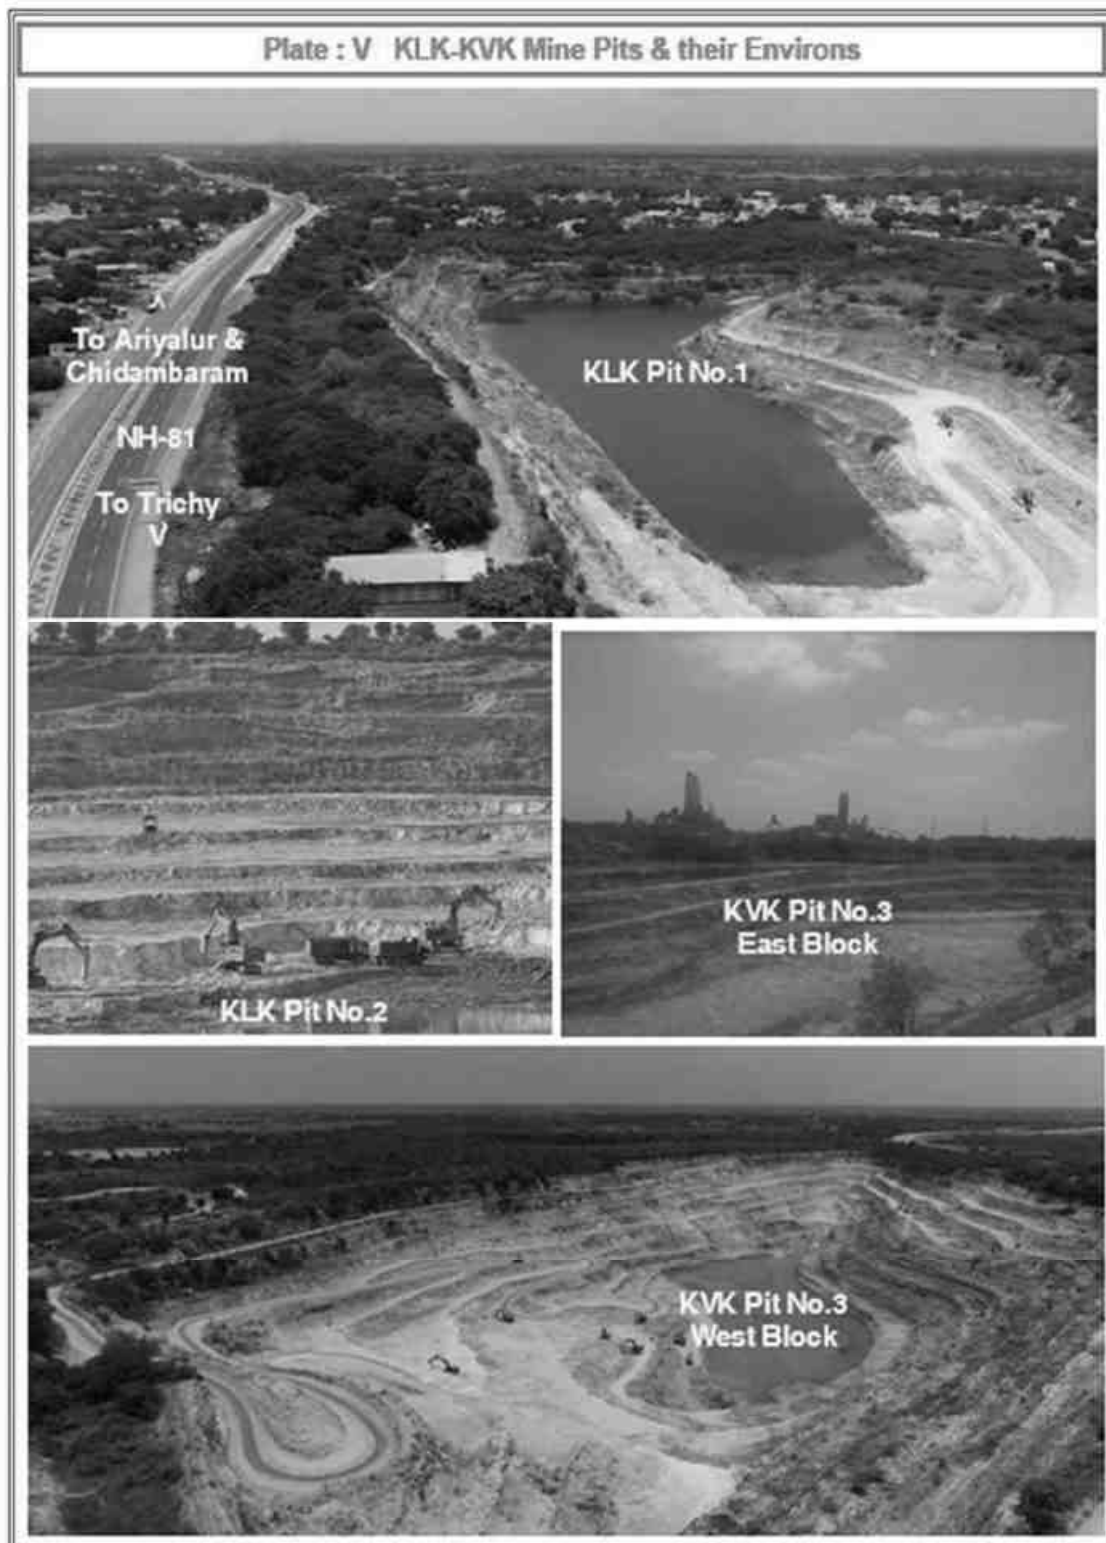 Plate : V KLK-KVK Mine Pits & their Environs
To Ariyalur &
Chidambaram
NH-81
To Trichy
V
KLK Pit No.1
KLK Pit No.2
KVK Pit No.3
East Block
KVK Pit No.3
West Block